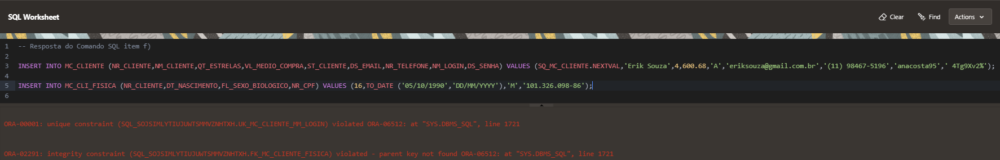 SQL Worksheet
Clear
Find
Actions
1 -- Resposta do Comando SQL item f)
2
3 INSERT INTO MC_CLIENTE (NR_CLIENTE,NM_CLIENTE,QT_ESTRELAS,VL_MEDIO_COMPRA,ST_CLIENTE,DS_EMAIL,NR_TELEFONE,NM_LOGIN,DS_SENHA) VALUES (SQ_MC_CLIENTE.NEXTVAL,'Erik Souza',4,600.68,'A','eriksouza@gmail.com.br','(11) 98467-5196','anacosta95',' 4Tg9Xv2%');
4
5 INSERT INTO MC_CLI_FISICA (NR_CLIENTE,DT_NASCIMENTO,FL_SEXO_BIOLOGICO,NR_CPF) VALUES (16,TO_DATE ('05/10/1990','DD/MM/YYYY'),'M','101.326.098-86');
6
ORA-00001: unique constraint (SQL_SOJSIMLYTIUJUWTSMMVZNHTXH.UK_MC_CLIENTE_MM_LOGIN) violated ORA-06512: at "SYS.DBMS_SQL", line 1721
ORA-02291: integrity constraint (SQL_SOJSIMLYTIUJUWTSMMVZNHTXH.FK_MC_CLIENTE_FISICA) violated - parent key not found ORA-06512: at "SYS.DBMS_SQL", line 1721